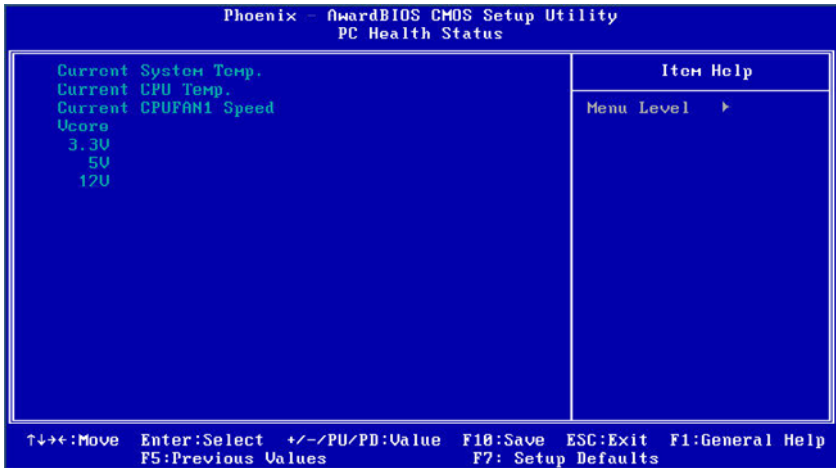 Phoenix - AwardBIOS CMOS Setup Utility
PC Health Status
Current System Temp.
Current CPU Temp.
Current CPUFAN1 Speed
Vcore
3.3V
5V
12V
Item Help
Menu Level ▸
↑↓→←:Move Enter:Select +/-/PU/PD:Value F10:Save ESC:Exit F1:General Help
F5:Previous Values F7: Setup Defaults